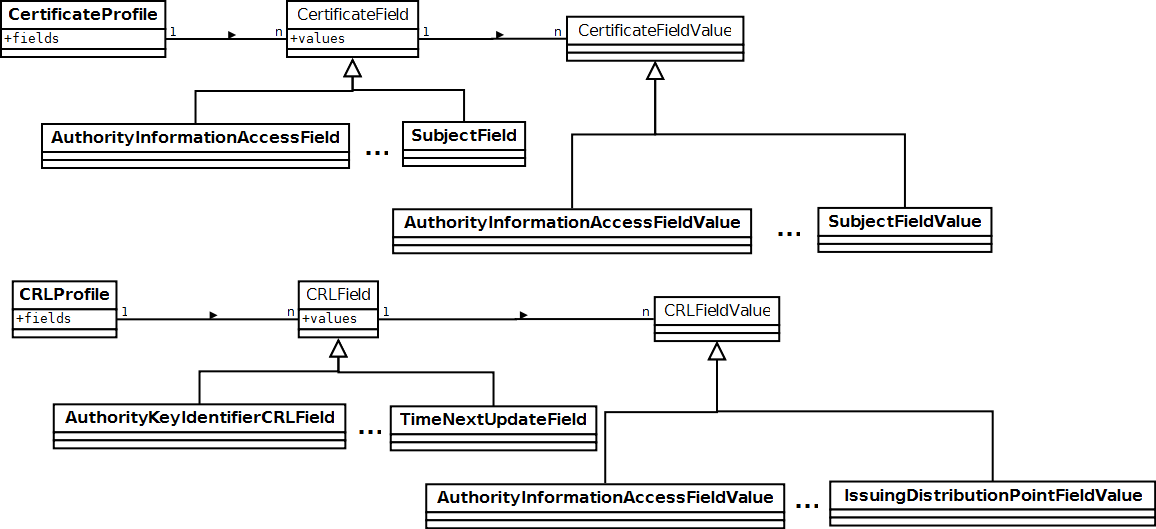 CertificateProfile
+fields
1
n
CertificateField
+values
1
n
CertificateFieldValue
AuthorityInformationAccessField
...
SubjectField
AuthorityInformationAccessFieldValue
...
SubjectFieldValue
CRLProfile
+fields
1
n
CRLField
+values
1
n
CRLFieldValue
AuthorityKeyIdentifierCRLField
...
TimeNextUpdateField
AuthorityInformationAccessFieldValue
...
IssuingDistributionPointFieldValue